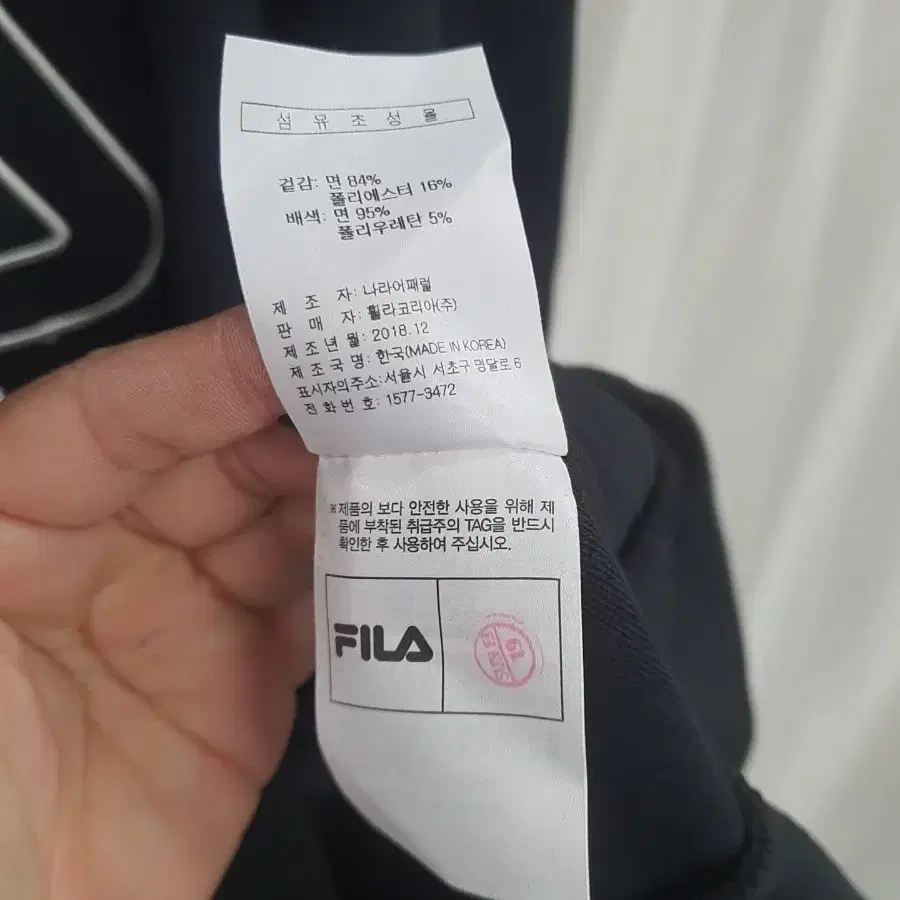 섬유조성율
겉감: 면 84%
폴리에스터 16%
배색: 면 95%
폴리우레탄 5%
제 조 자: 나라어패럴
판 매 자: 휠라코리아(주)
제조년월: 2018.12
제조국명: 한국(MADE IN KOREA)
표시자의주소: 서울시 서초구 명달로 6
전화번호: 1577-3472
※제품의 보다 안전한 사용을 위해 제
품에 부착된 취급주의 TAG을 반드시
확인한 후 사용하여 주십시오.
FILA